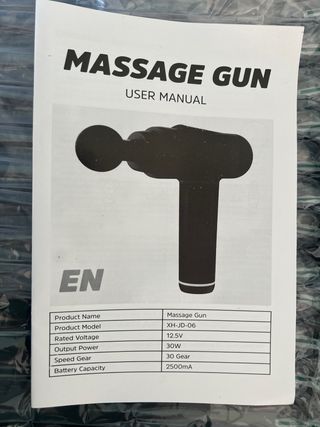 MASSAGE GUN
USER MANUAL
EN
Product Name Massage Gun
Product Model XH-JD-06
Rated Voltage 12.5V
Output Power 30W
Speed Gear 30 Gear
Battery Capacity 2500mA